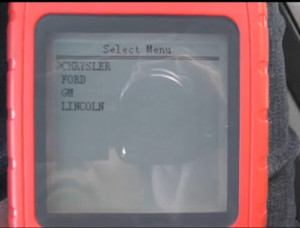 Select Menu
>CHRYSLER
FORD
GM
LINCOLN